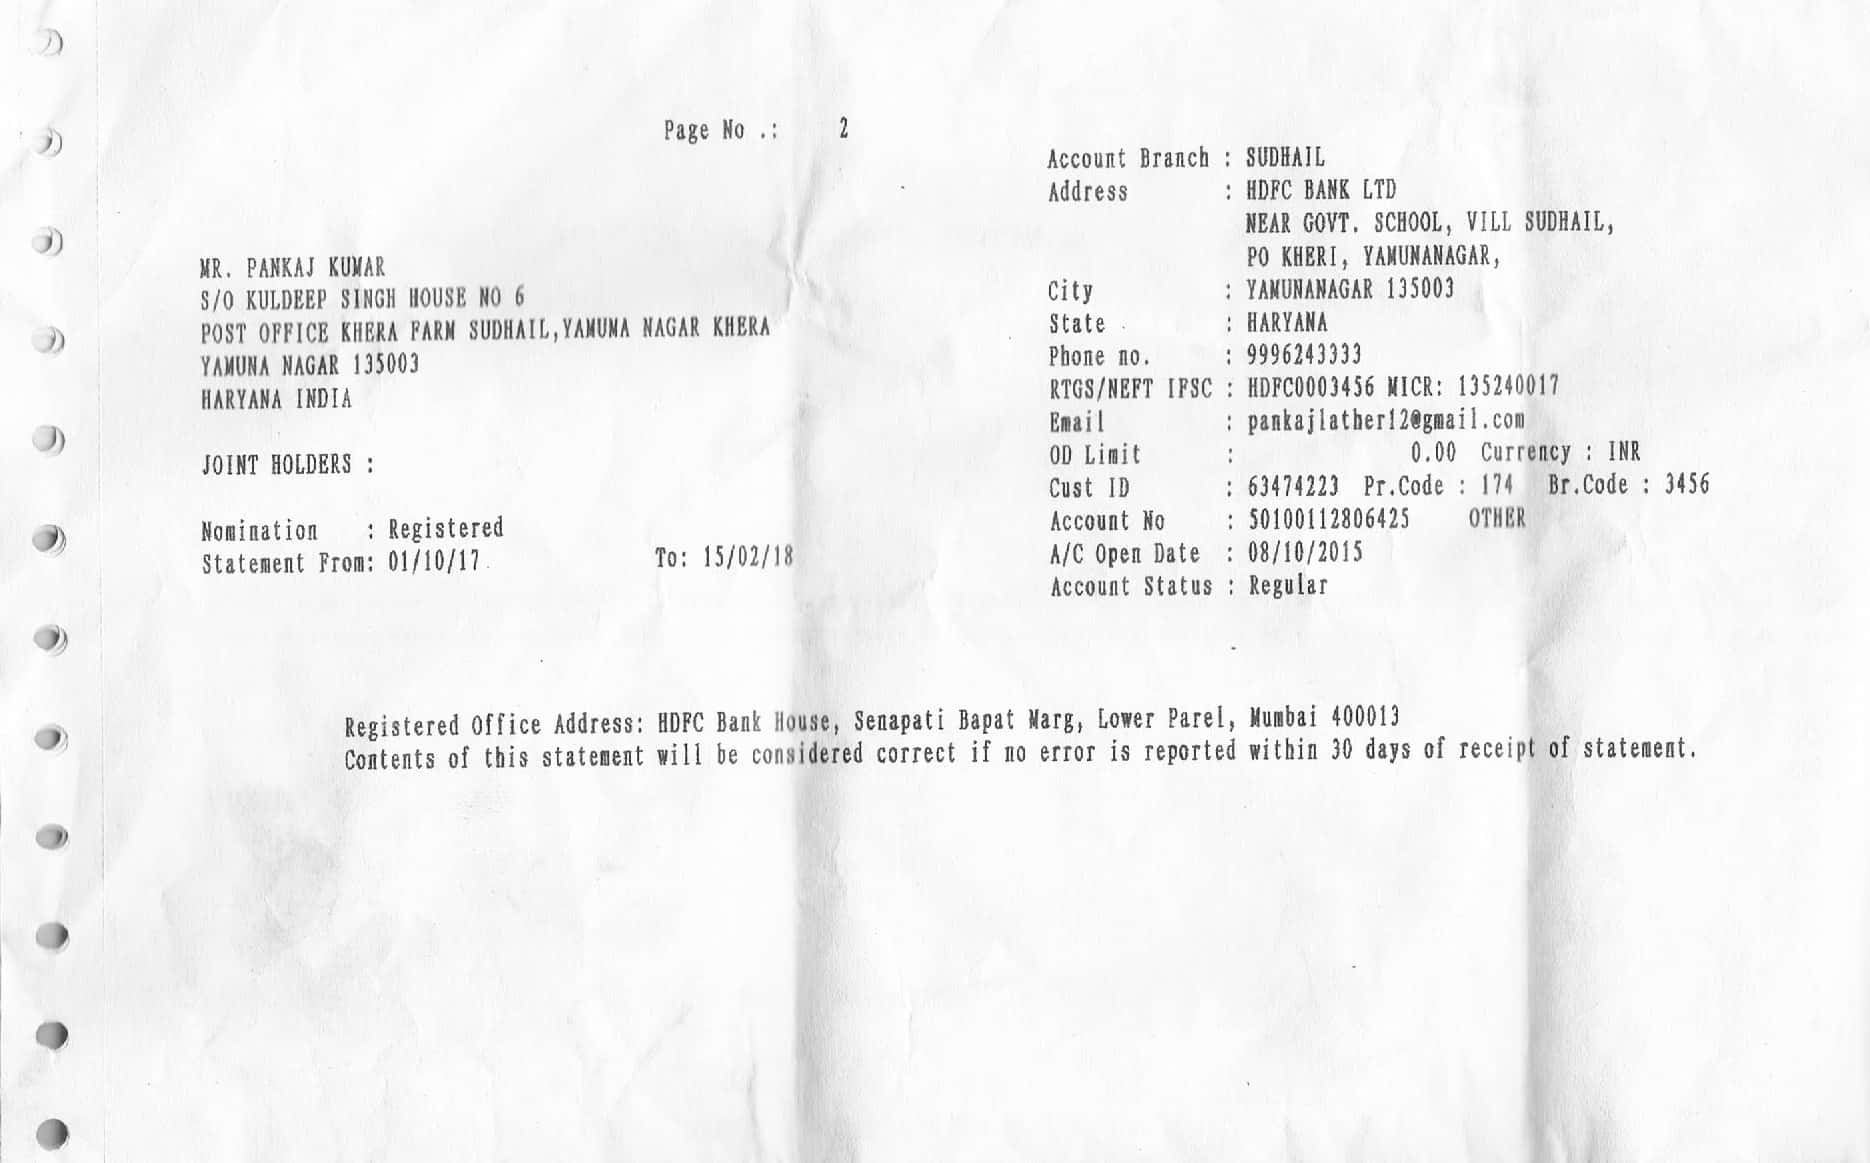 Page No .: 2
MR. PANKAJ KUMAR
S/O KULDEEP SINGH HOUSE NO 6
POST OFFICE KHERA FARM SUDHAIL,YAMUNA NAGAR KHERA
YAMUNA NAGAR 135003
HARYANA INDIA
JOINT HOLDERS :
Nomination : Registered
Statement From: 01/10/17 To: 15/02/18
Account Branch : SUDHAIL
Address : HDFC BANK LTD
NEAR GOVT. SCHOOL, VILL SUDHAIL,
PO KHERI, YAMUNANAGAR,
City : YAMUNANAGAR 135003
State : HARYANA
Phone no. : 9996243333
RTGS/NEFT IFSC : HDFC0003456 MICR: 135240017
Email : pankajlather12@gmail.com
OD Limit : 0.00 Currency : INR
Cust ID : 63474223 Pr.Code : 174 Br.Code : 3456
Account No : 50100112806425 OTHER
A/C Open Date : 08/10/2015
Account Status : Regular
Registered Office Address: HDFC Bank House, Senapati Bapat Marg, Lower Parel, Mumbai 400013
Contents of this statement will be considered correct if no error is reported within 30 days of receipt of statement.